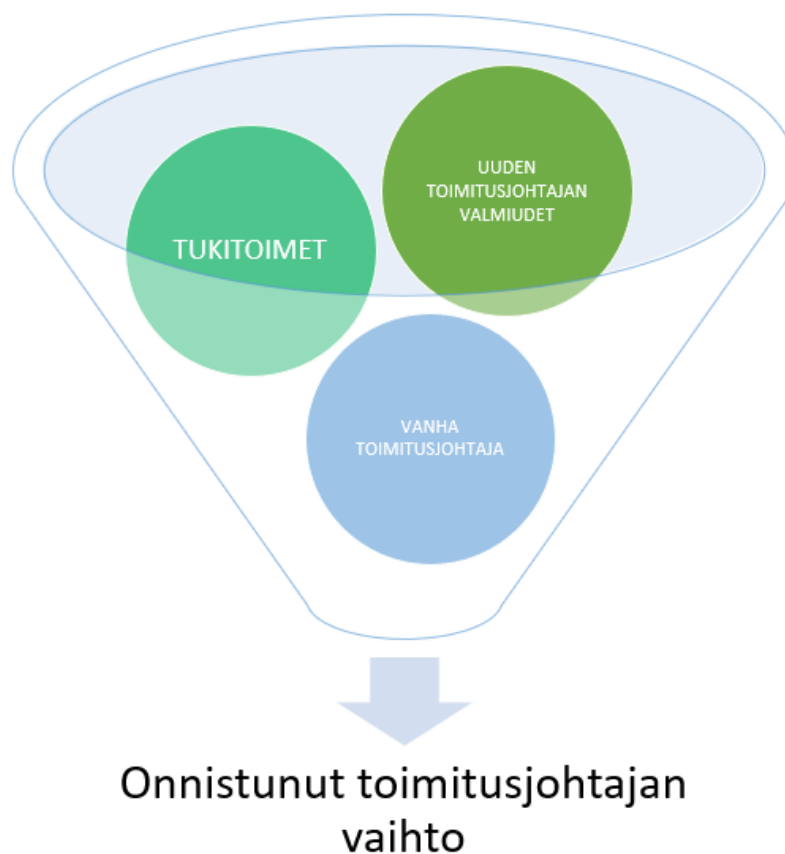 UUDEN
TOIMITUSJOHTAJAN
VALMIUDET
TUKITOIMET
VANHA
TOIMITUSJOHTAJA
Onnistunut toimitusjohtajan
vaihto